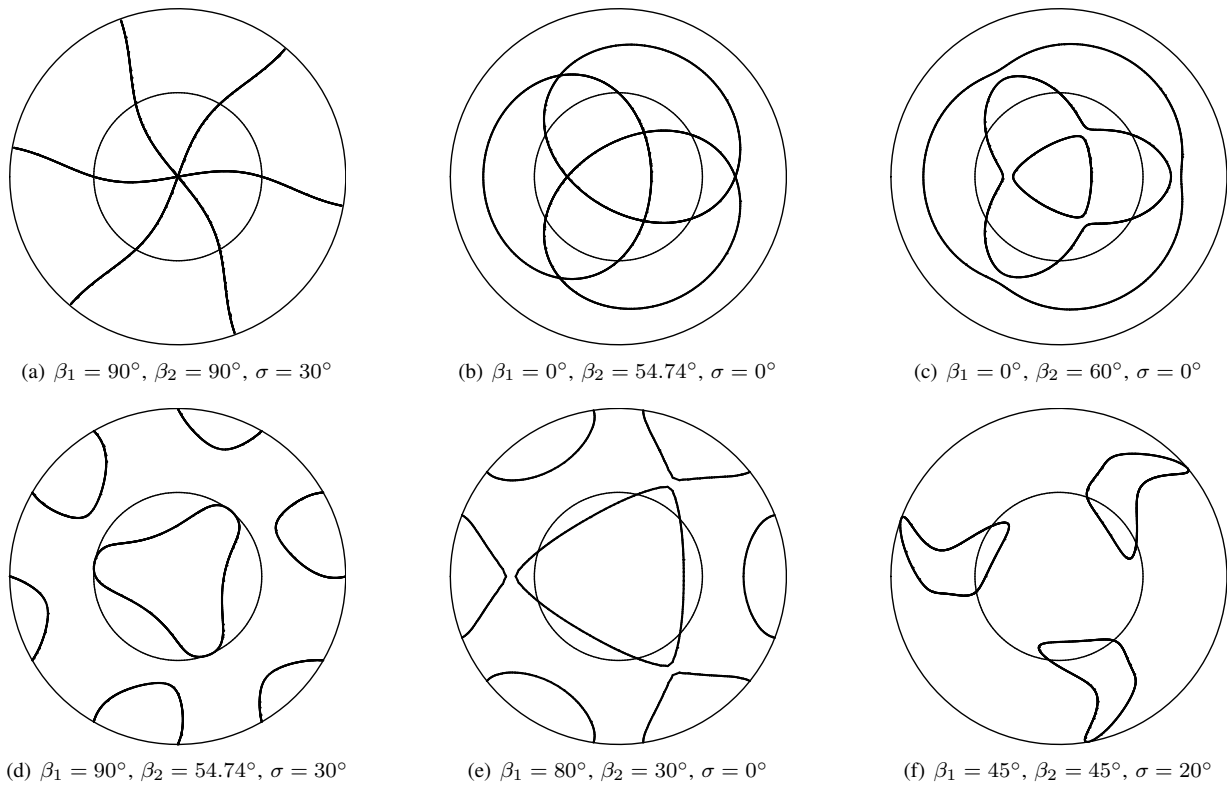 (a) β₁ = 90°, β₂ = 90°, σ = 30°
(b) β₁ = 0°, β₂ = 54.74°, σ = 0°
(c) β₁ = 0°, β₂ = 60°, σ = 0°
(d) β₁ = 90°, β₂ = 54.74°, σ = 30°
(e) β₁ = 80°, β₂ = 30°, σ = 0°
(f) β₁ = 45°, β₂ = 45°, σ = 20°